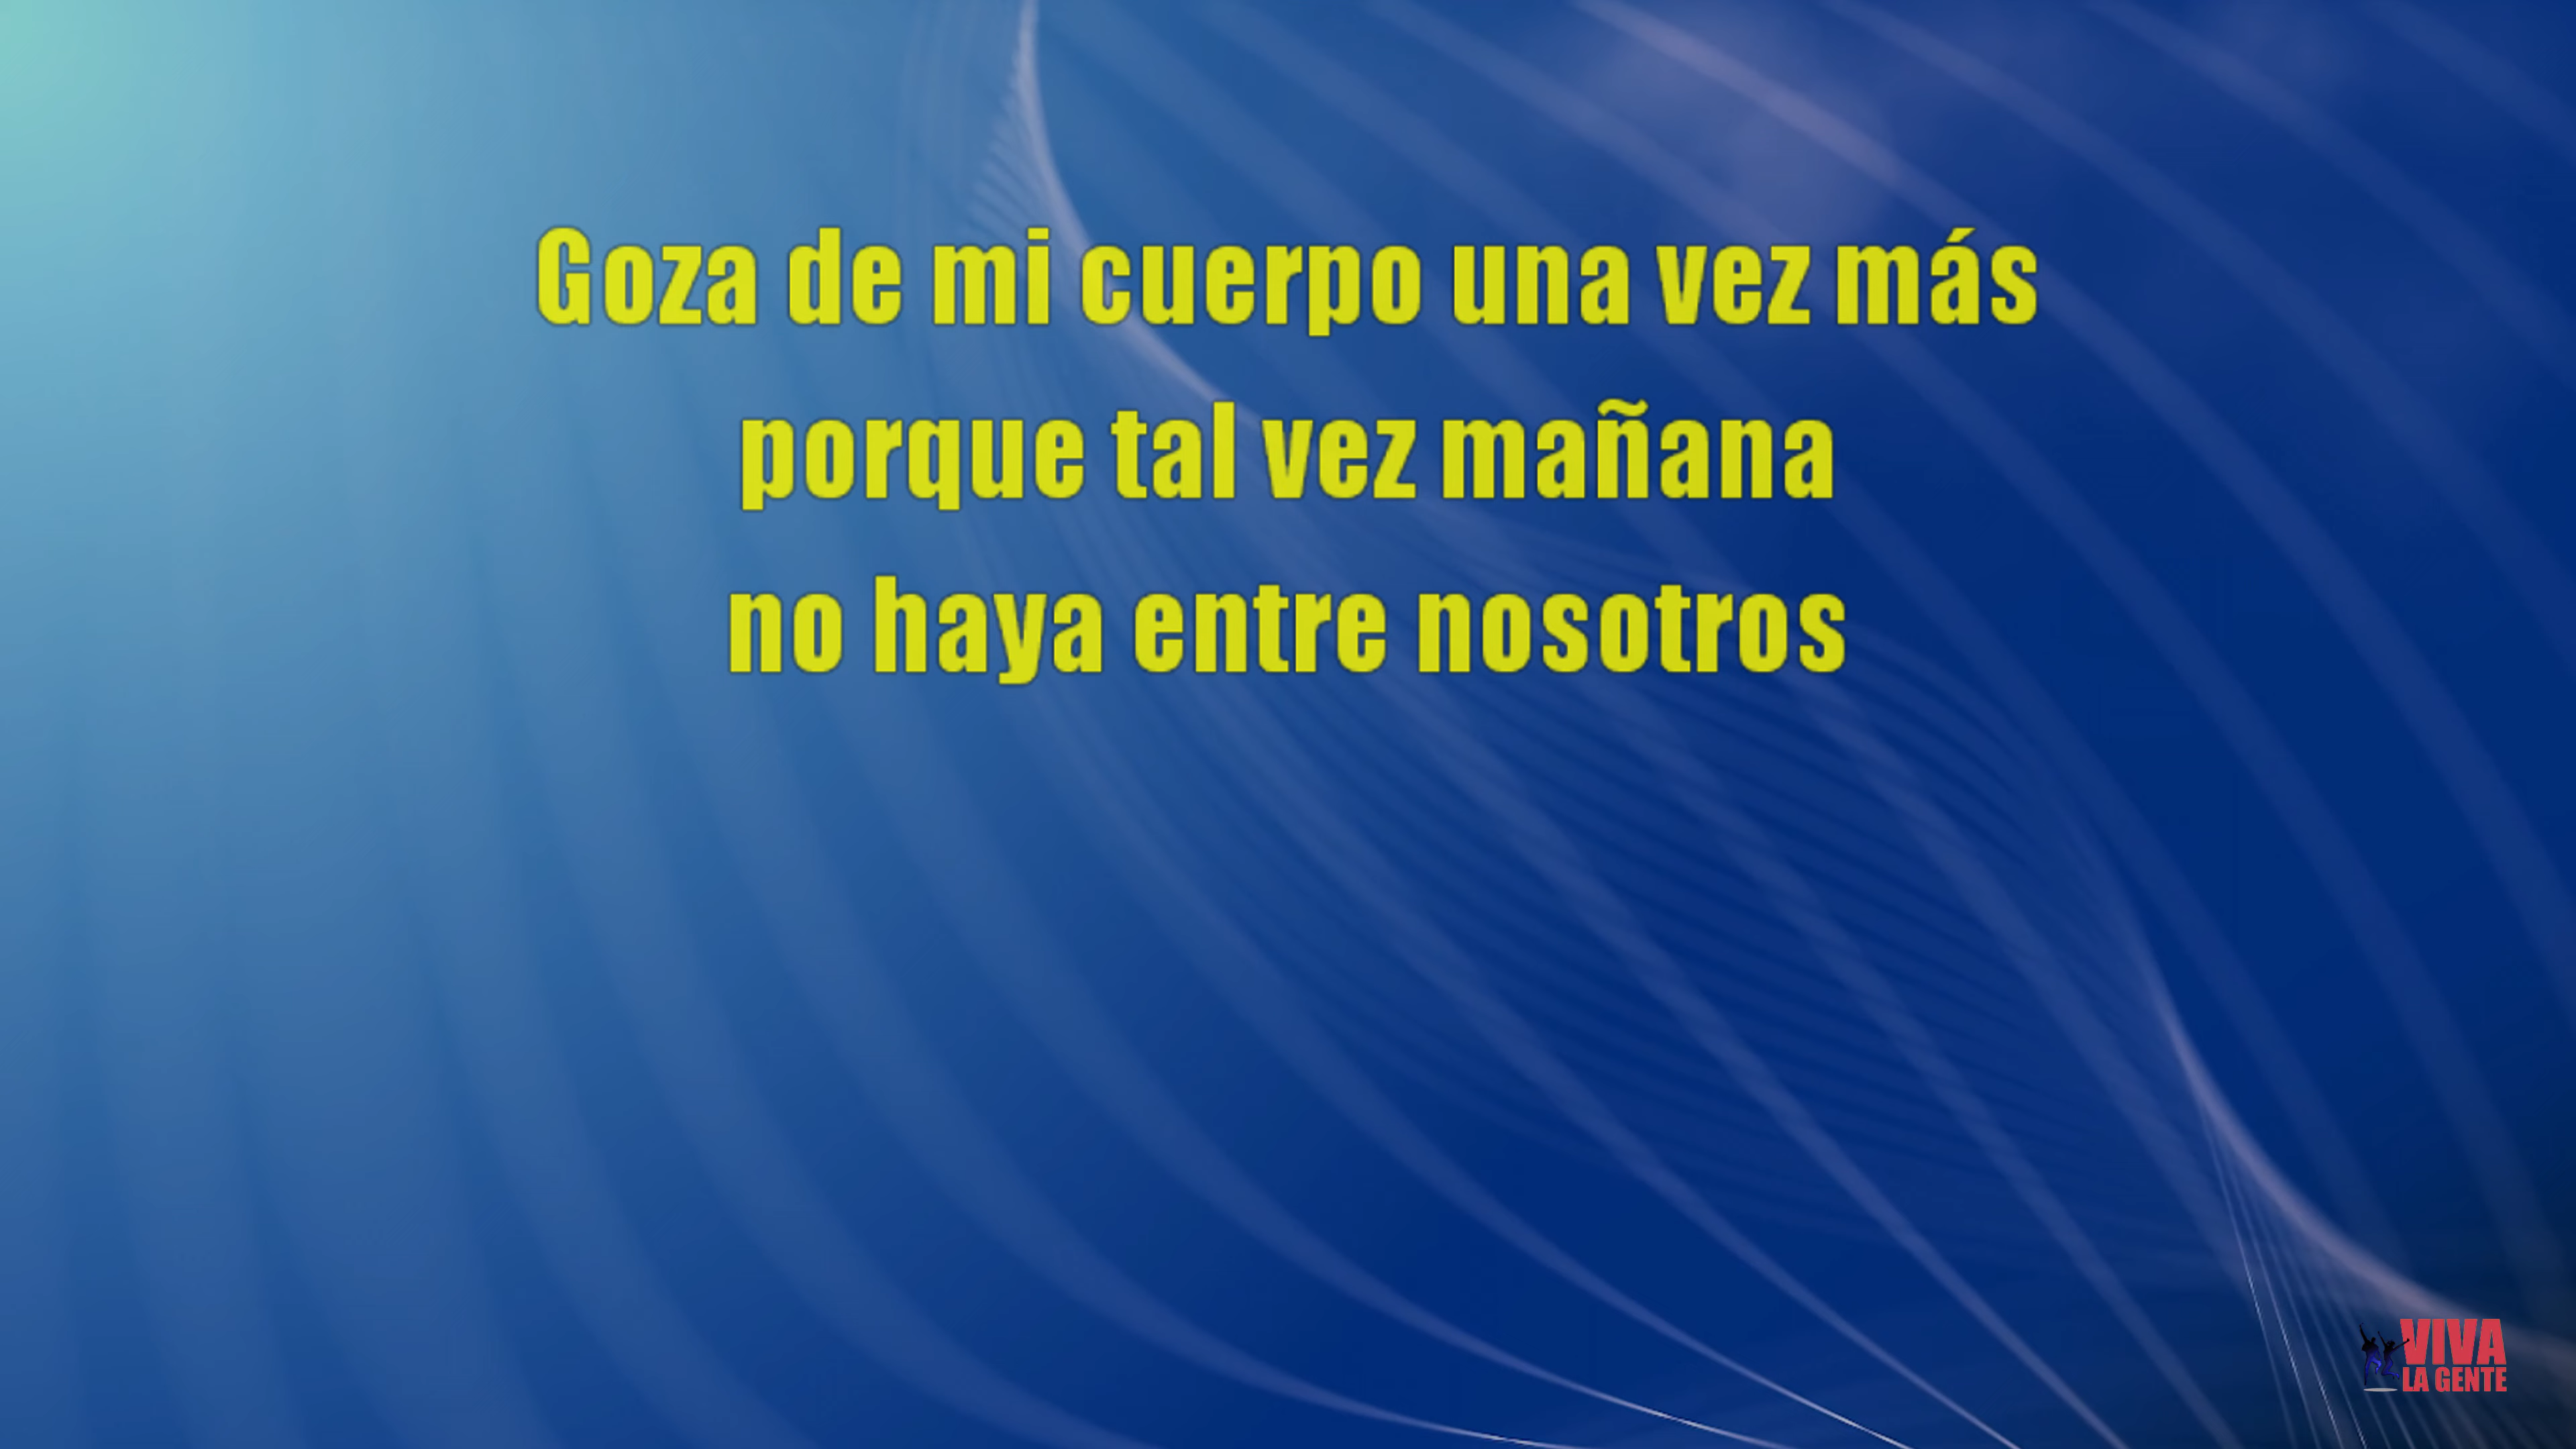 Goza de mi cuerpo una vez más
porque tal vez mañana
no haya entre nosotros
VIVA
LA GENTE